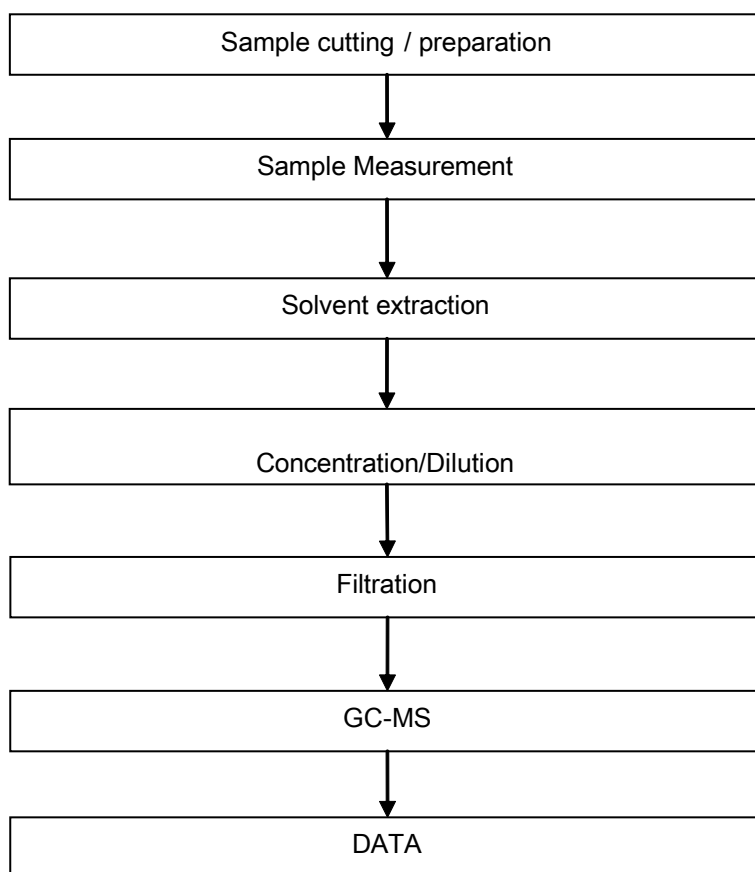 Sample cutting / preparation
Sample Measurement
Solvent extraction
Concentration/Dilution
Filtration
GC-MS
DATA